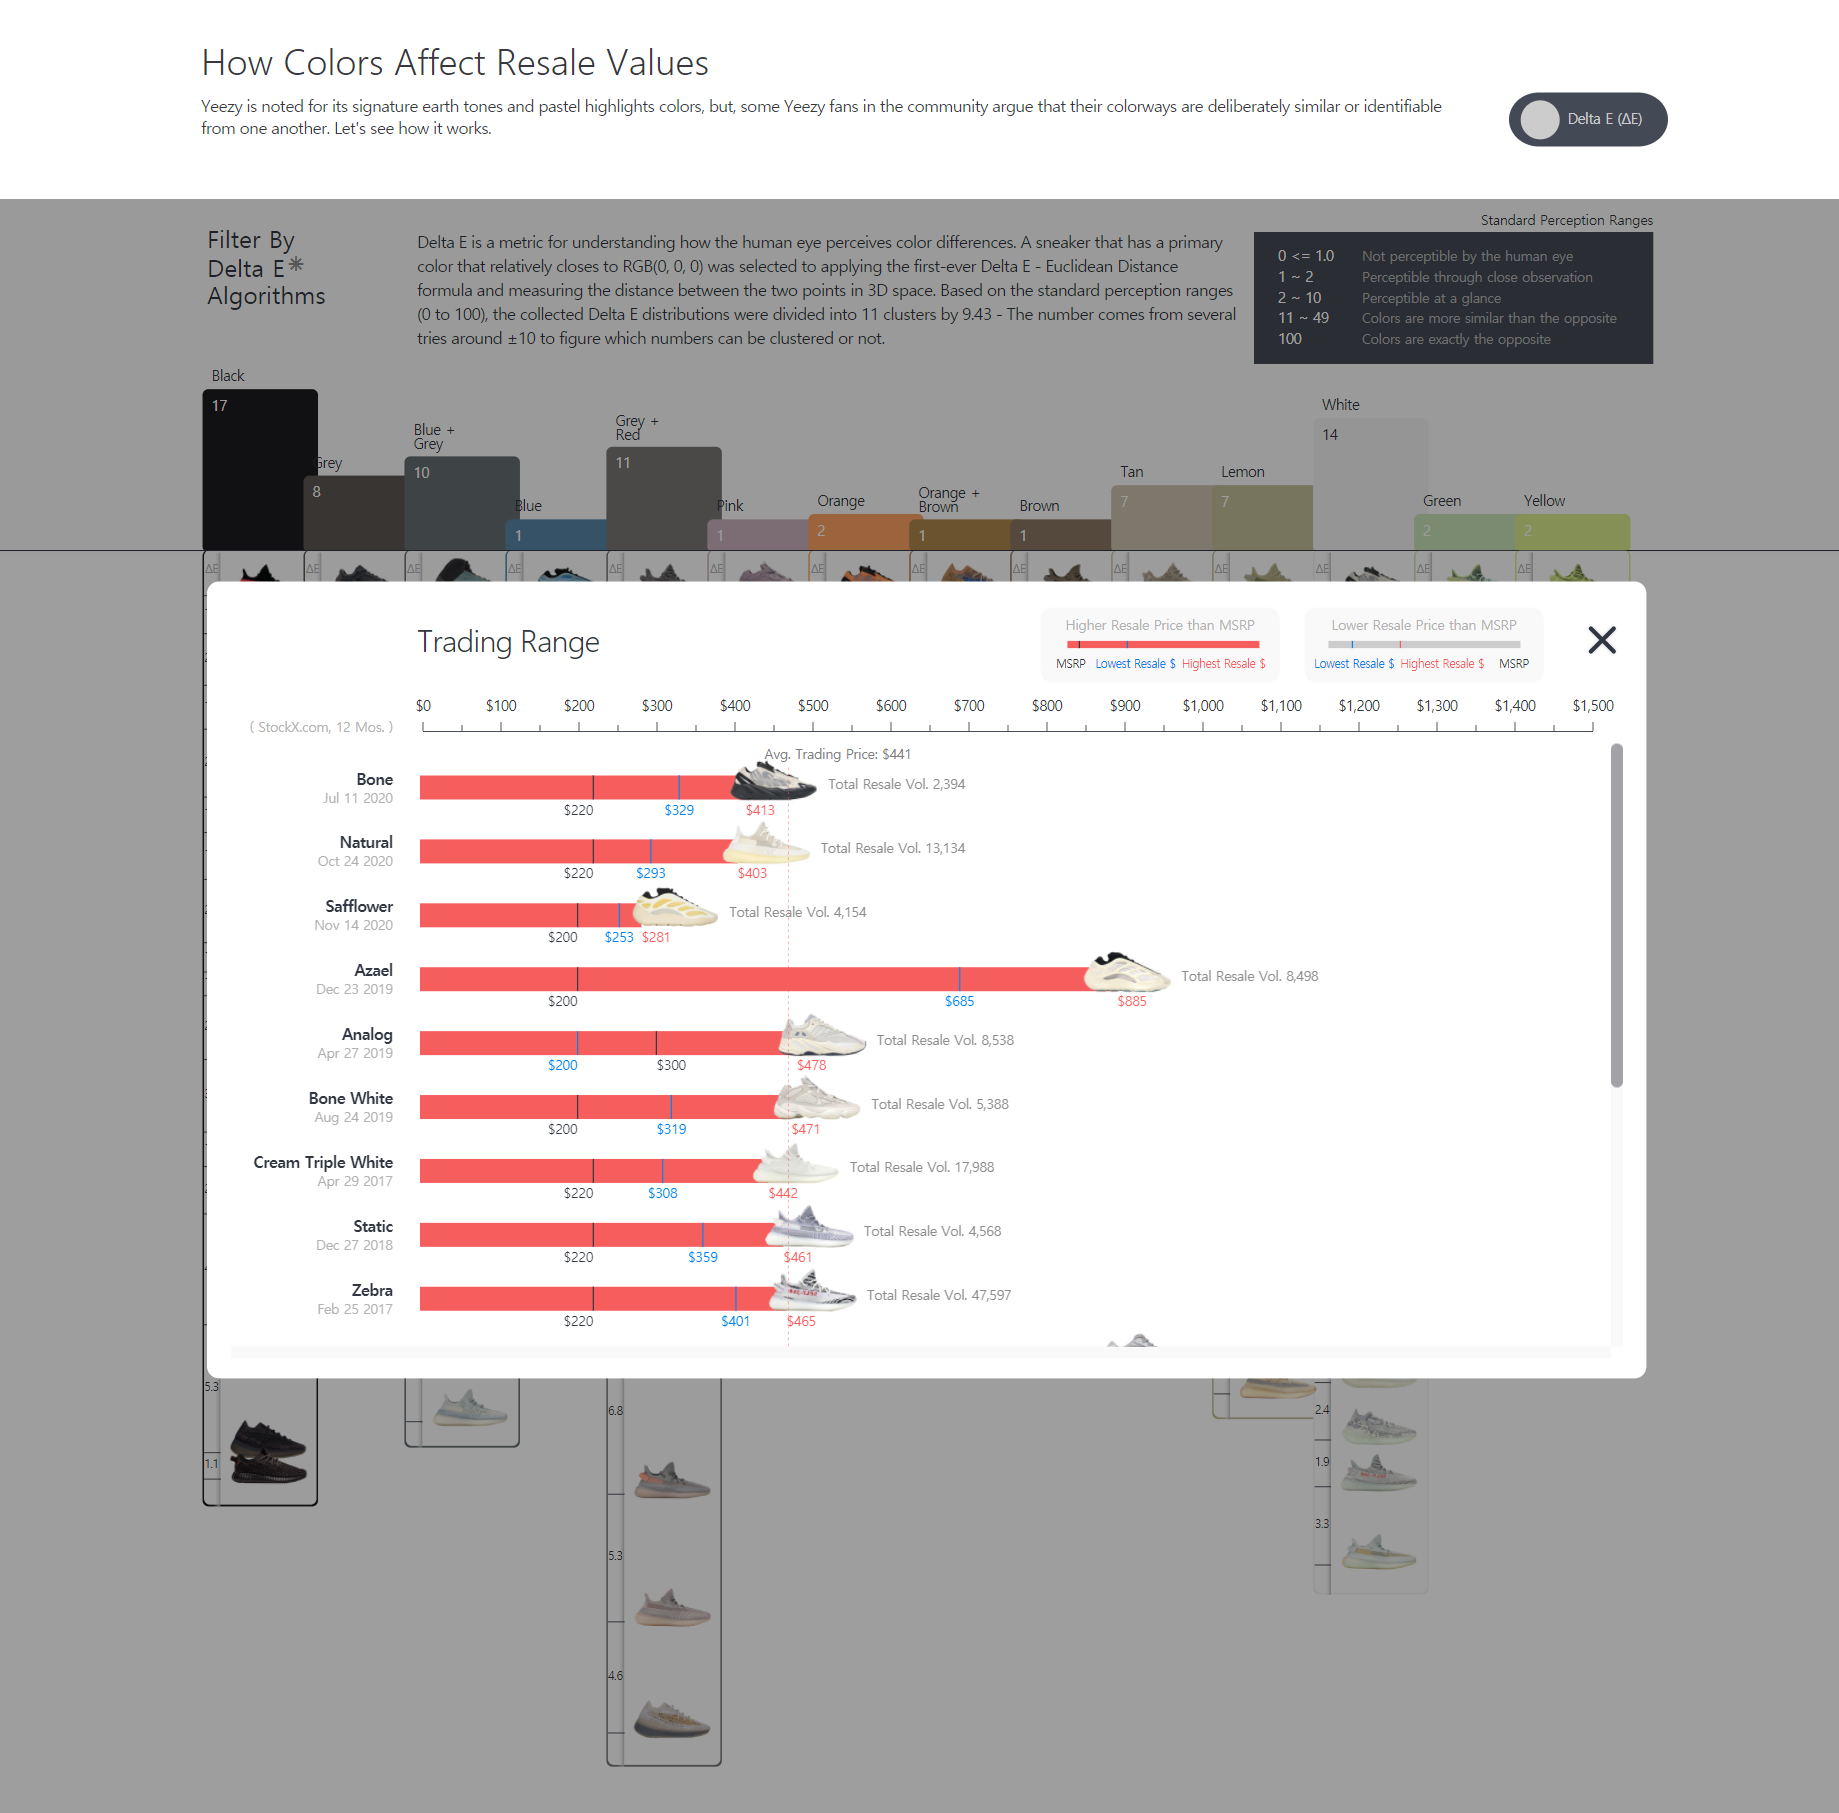 How Colors Affect Resale Values
Yeezy is noted for its signature earth tones and pastel highlights colors, but, some Yeezy fans in the community argue that their colorways are deliberately similar or identifiable
from one another. Let's see how it works.
Delta E (ΔE)
Filter By
Delta E✳
Algorithms
Delta E is a metric for understanding how the human eye perceives color differences. A sneaker that has a primary
color that relatively closes to RGB(0, 0, 0) was selected to applying the first-ever Delta E - Euclidean Distance
formula and measuring the distance between the two points in 3D space. Based on the standard perception ranges
(0 to 100), the collected Delta E distributions were divided into 11 clusters by 9.43 - The number comes from several
tries around ±10 to figure which numbers can be clustered or not.
Standard Perception Ranges
0 <= 1.0 Not perceptible by the human eye
1 ~ 2 Perceptible through close observation
2 ~ 10 Perceptible at a glance
11 ~ 49 Colors are more similar than the opposite
100 Colors are exactly the opposite
Black
17
Grey
8
Blue +
Grey
10
Blue
1
Grey +
Red
11
Pink
1
Orange
2
Orange +
Brown
1
Brown
1
Tan
7
Lemon
7
White
14
Green
2
Yellow
2
ΔE ΔE ΔE ΔE ΔE ΔE ΔE ΔE ΔE ΔE ΔE ΔE ΔE ΔE
Trading Range
Higher Resale Price than MSRP
MSRP Lowest Resale $ Highest Resale $
Lower Resale Price than MSRP
Lowest Resale $ Highest Resale $ MSRP
( StockX.com, 12 Mos. )
$0 $100 $200 $300 $400 $500 $600 $700 $800 $900 $1,000 $1,100 $1,200 $1,300 $1,400 $1,500
Avg. Trading Price: $441
Bone
Jul 11 2020
Total Resale Vol. 2,394
$220 $329 $413
Natural
Oct 24 2020
Total Resale Vol. 13,134
$220 $293 $403
Safflower
Nov 14 2020
Total Resale Vol. 4,154
$200 $253 $281
Azael
Dec 23 2019
Total Resale Vol. 8,498
$200 $685 $885
Analog
Apr 27 2019
Total Resale Vol. 8,538
$200 $300 $478
Bone White
Aug 24 2019
Total Resale Vol. 5,388
$200 $319 $471
Cream Triple White
Apr 29 2017
Total Resale Vol. 17,988
$220 $308 $442
Static
Dec 27 2018
Total Resale Vol. 4,568
$220 $359 $461
Zebra
Feb 25 2017
Total Resale Vol. 47,597
$220 $401 $465
5.3
1.1
6.8
5.3
4.6
2.4
1.9
3.3